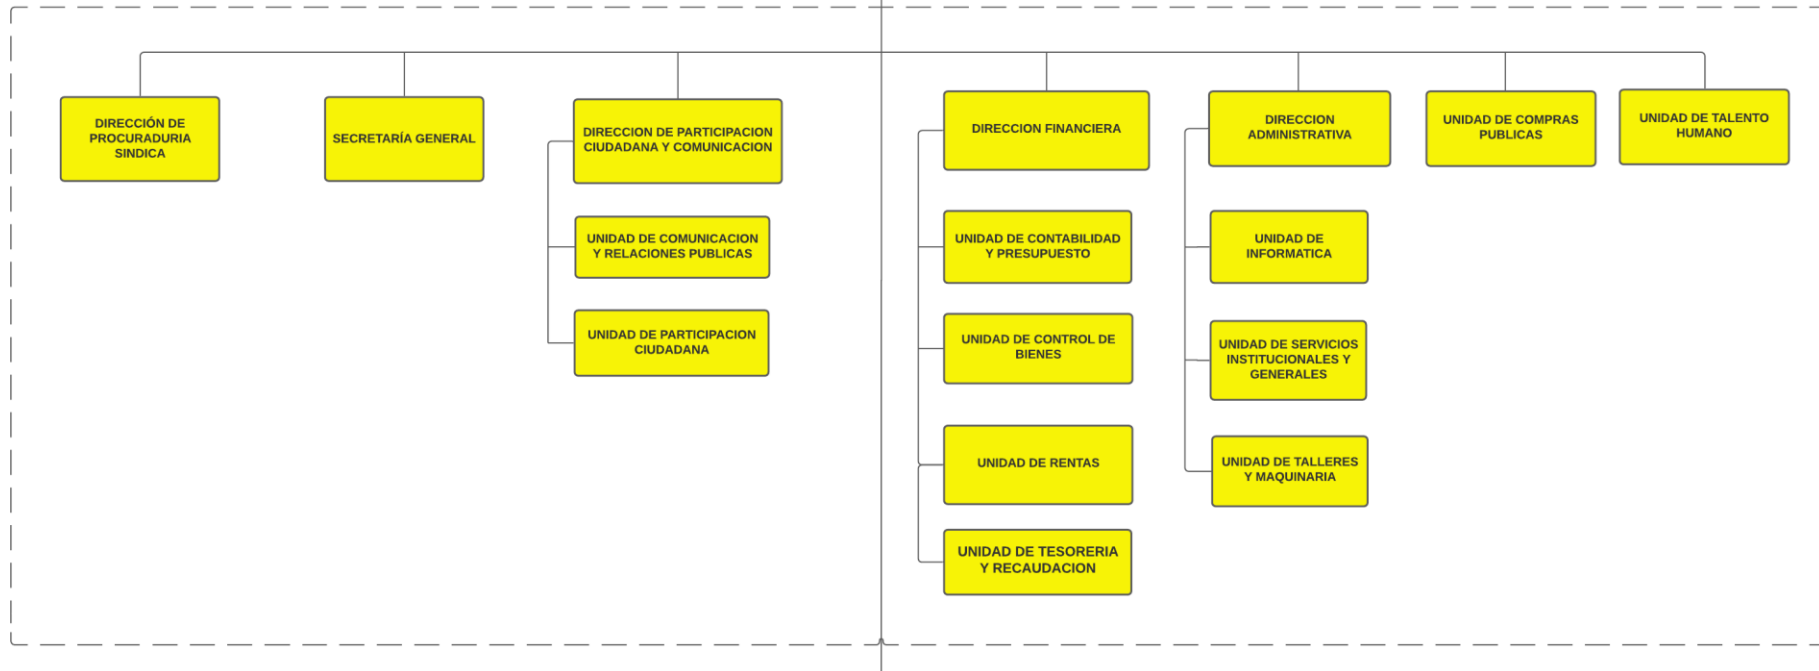 DIRECCIÓN DE
PROCURADURIA
SINDICA
SECRETARÍA GENERAL
DIRECCION DE PARTICIPACION
CIUDADANA Y COMUNICACION
UNIDAD DE COMUNICACION
Y RELACIONES PUBLICAS
UNIDAD DE PARTICIPACION
CIUDADANA
DIRECCION FINANCIERA
UNIDAD DE CONTABILIDAD
Y PRESUPUESTO
UNIDAD DE CONTROL DE
BIENES
UNIDAD DE RENTAS
UNIDAD DE TESORERIA
Y RECAUDACION
DIRECCION
ADMINISTRATIVA
UNIDAD DE
INFORMATICA
UNIDAD DE SERVICIOS
INSTITUCIONALES Y
GENERALES
UNIDAD DE TALLERES
Y MAQUINARIA
UNIDAD DE COMPRAS
PUBLICAS
UNIDAD DE TALENTO
HUMANO